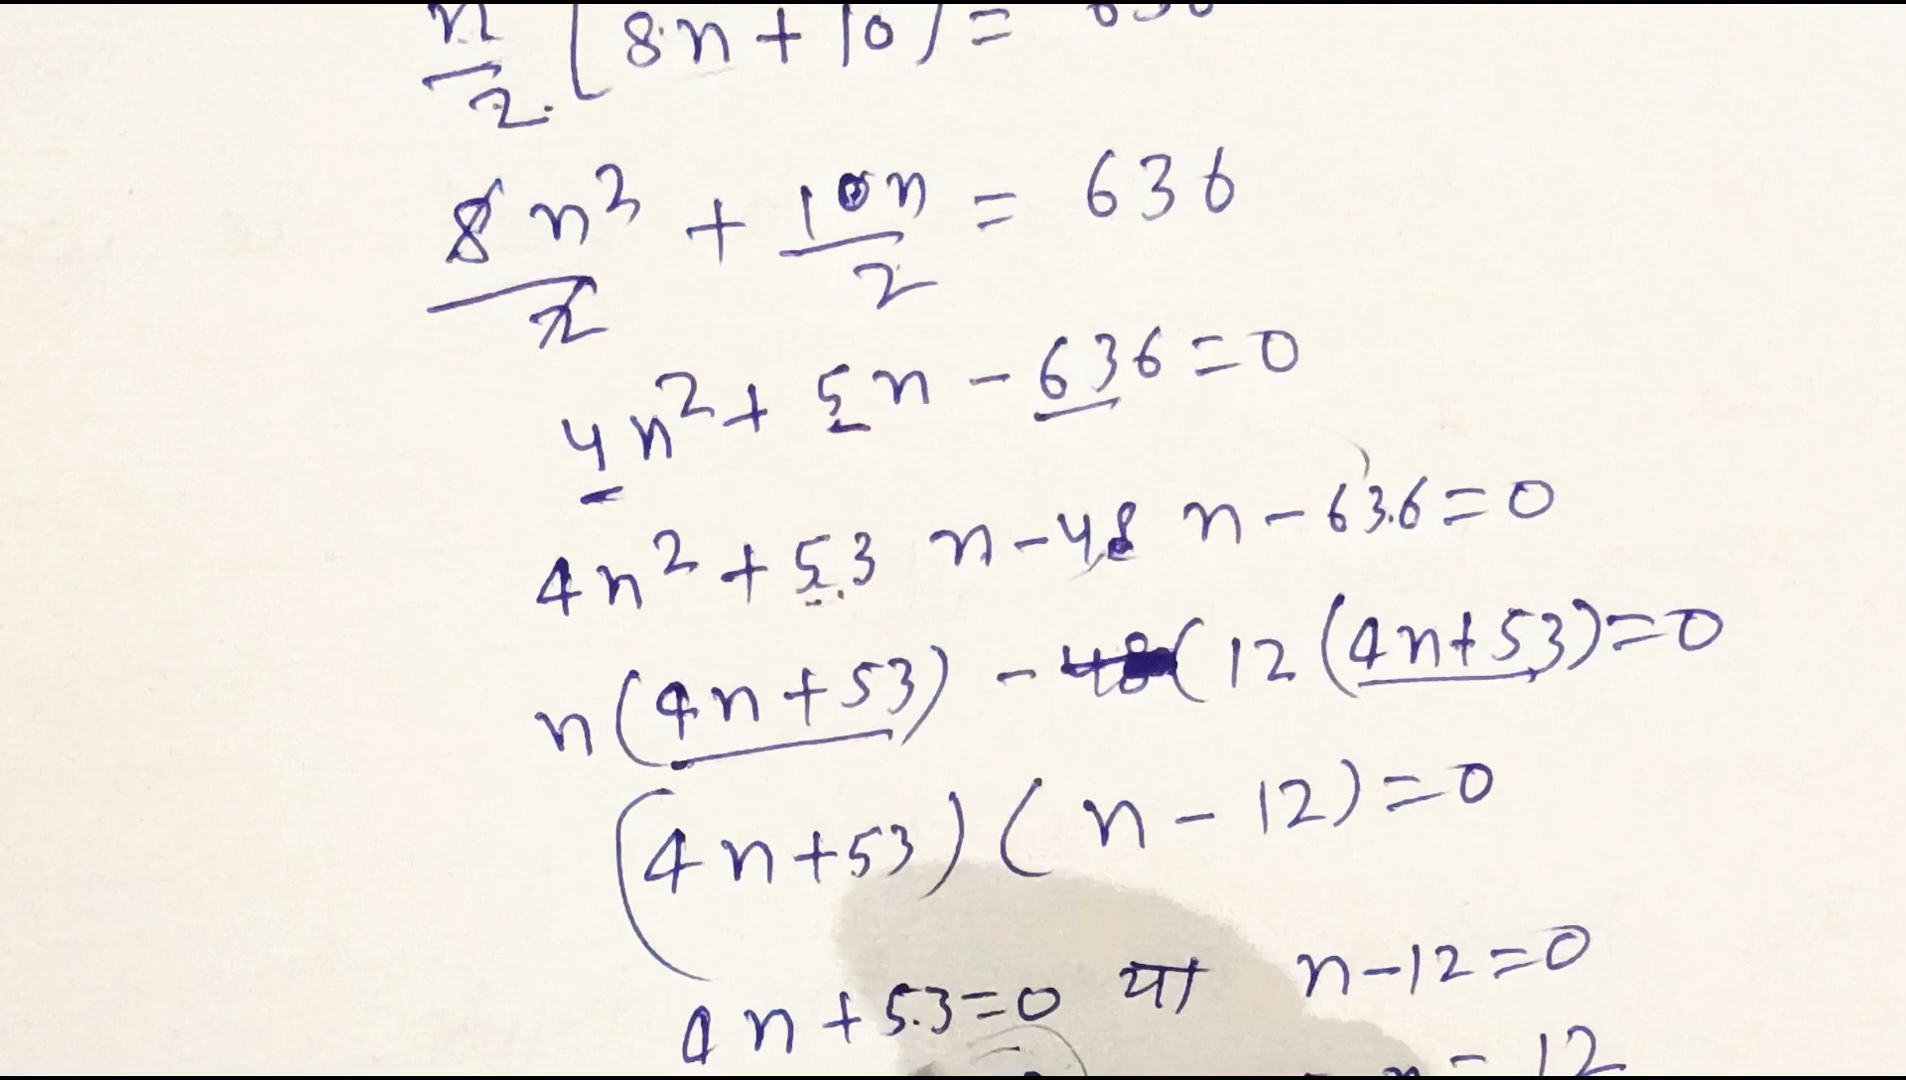 n/2 [8n + 10) =
8n²/2 + 10n/2 = 636
4n² + 5n - 636 = 0
4n² + 53n - 48n - 636 = 0
n(4n + 53) - (12(4n + 53) = 0
(4n + 53)(n - 12) = 0
4n + 53 = 0 या n - 12 = 0
12